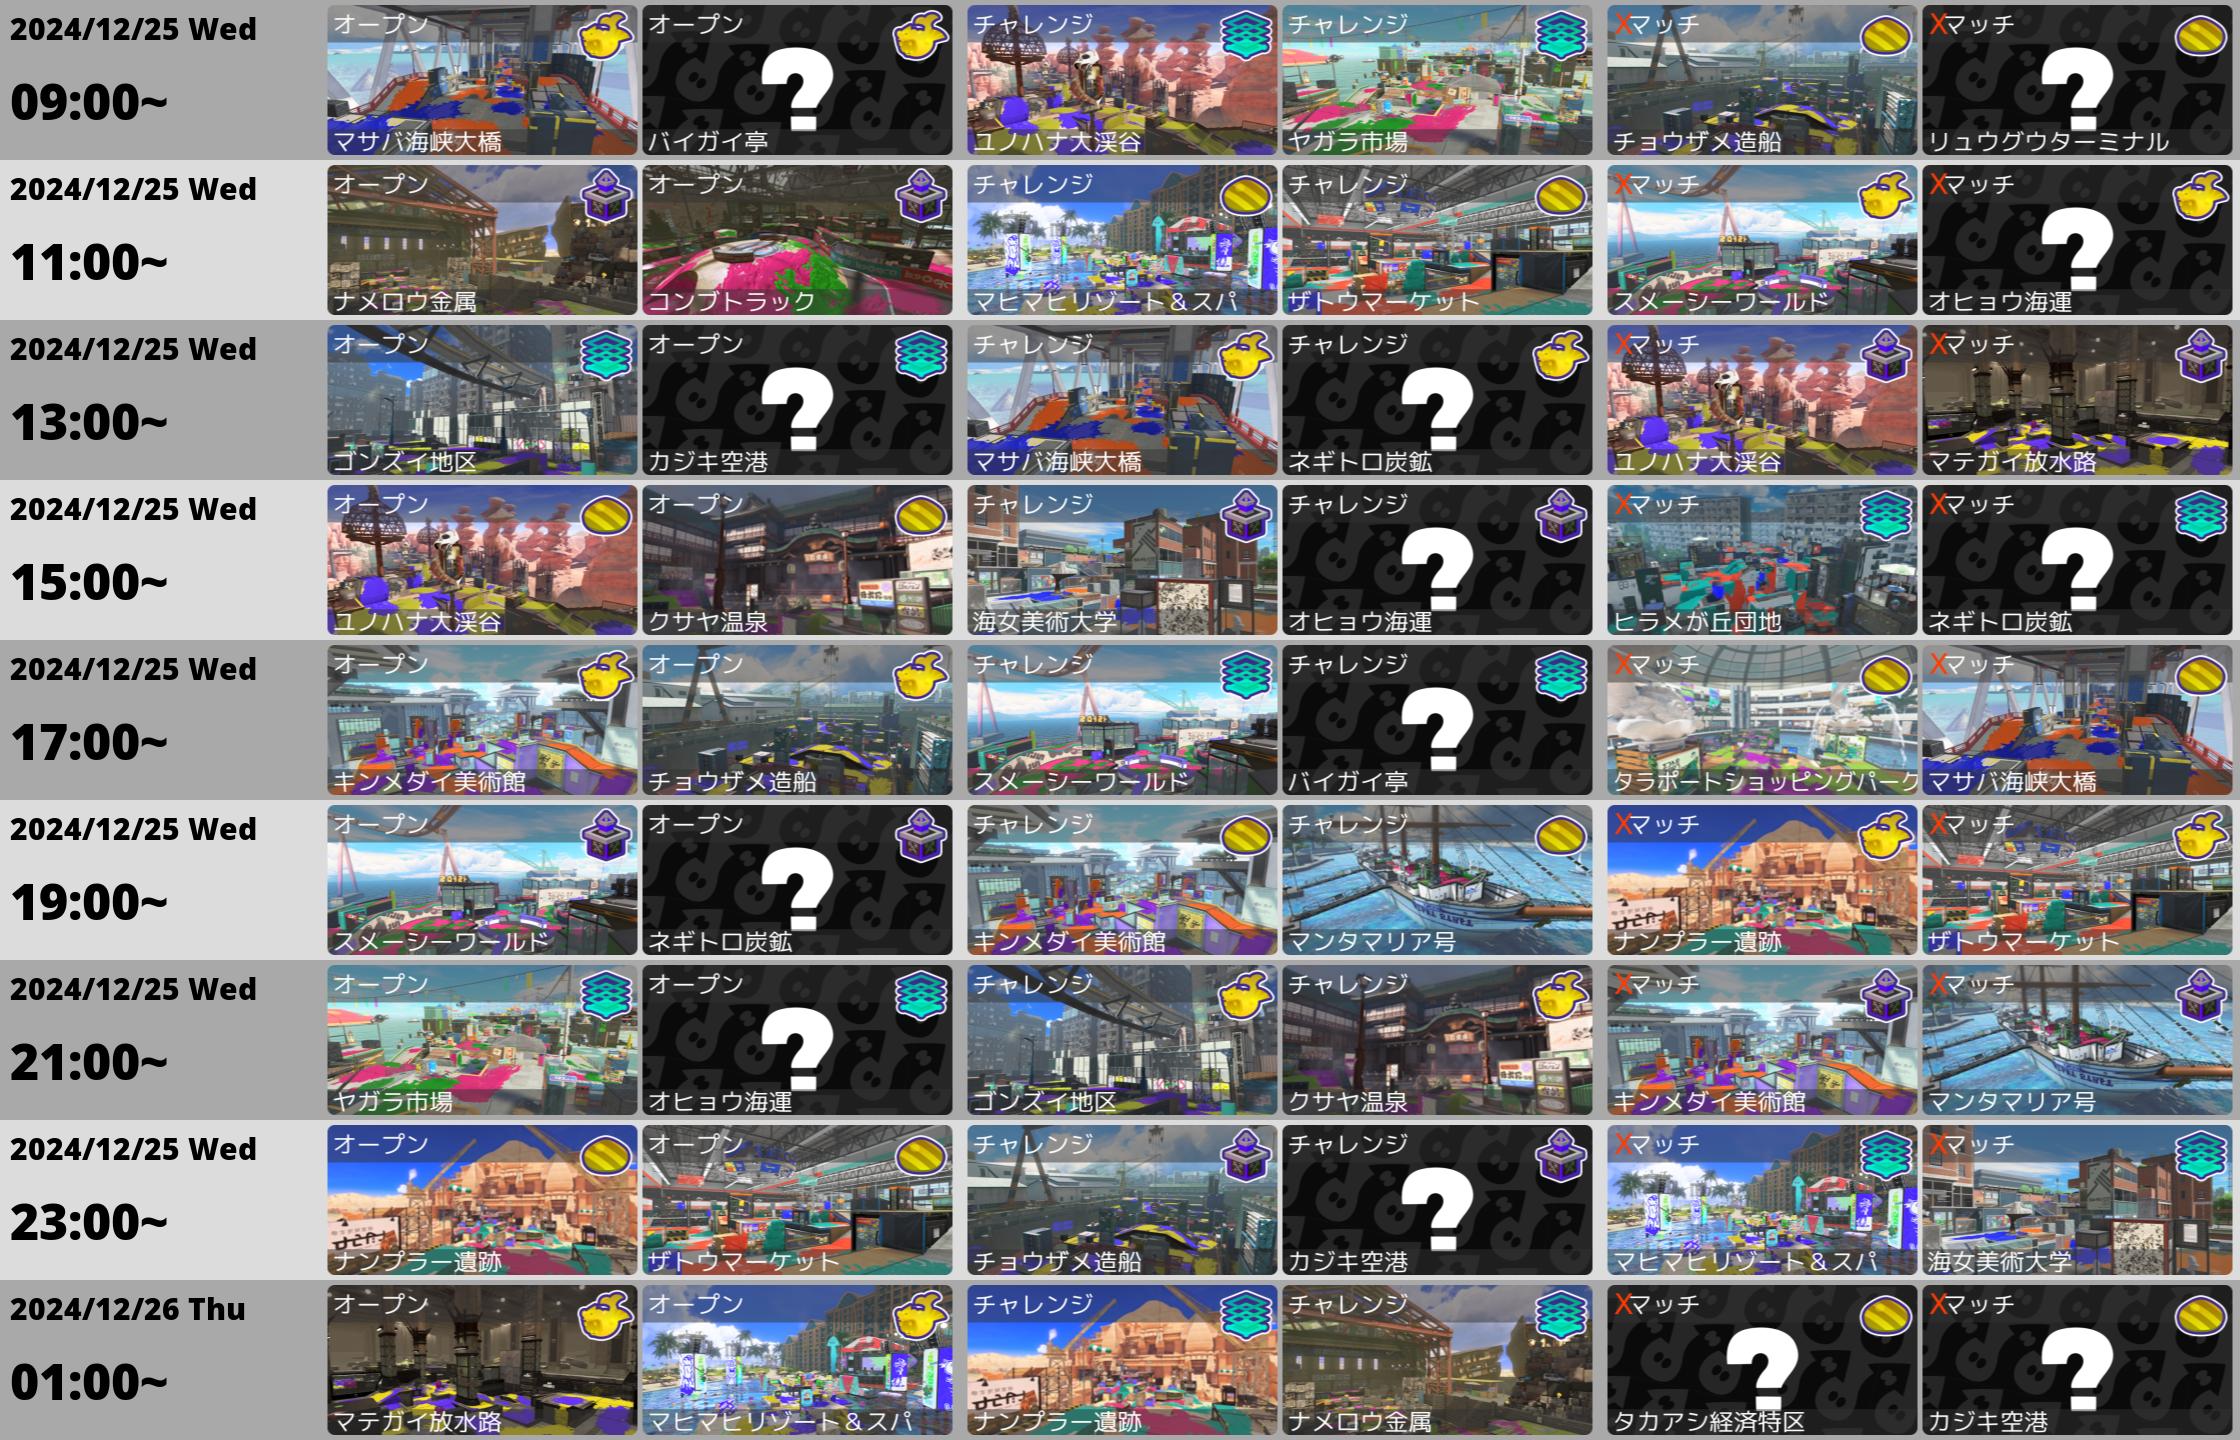 2024/12/25 Wed
09:00~
オープン
マサバ海峡大橋
オープン
?
バイガイ亭
チャレンジ
ユノハナ大渓谷
チャレンジ
ヤガラ市場
Xマッチ
チョウザメ造船
Xマッチ
?
リュウグウターミナル
2024/12/25 Wed
11:00~
オープン
ナメロウ金属
オープン
コンブトラック
チャレンジ
マヒマヒリゾート＆スパ
チャレンジ
ザトウマーケット
Xマッチ
スメーシーワールド
Xマッチ
?
オヒョウ海運
2024/12/25 Wed
13:00~
オープン
ゴンズイ地区
オープン
?
カジキ空港
チャレンジ
マサバ海峡大橋
チャレンジ
?
ネギトロ炭鉱
Xマッチ
ユノハナ大渓谷
Xマッチ
マテガイ放水路
2024/12/25 Wed
15:00~
オープン
ユノハナ大渓谷
オープン
クサヤ温泉
チャレンジ
海女美術大学
チャレンジ
?
オヒョウ海運
Xマッチ
ヒラメが丘団地
Xマッチ
?
ネギトロ炭鉱
2024/12/25 Wed
17:00~
オープン
キンメダイ美術館
オープン
チョウザメ造船
チャレンジ
スメーシーワールド
チャレンジ
?
バイガイ亭
Xマッチ
タラポートショッピングパーク
Xマッチ
マサバ海峡大橋
2024/12/25 Wed
19:00~
オープン
スメーシーワールド
オープン
?
ネギトロ炭鉱
チャレンジ
キンメダイ美術館
チャレンジ
マンタマリア号
Xマッチ
ナンプラー遺跡
Xマッチ
ザトウマーケット
2024/12/25 Wed
21:00~
オープン
ヤガラ市場
オープン
?
オヒョウ海運
チャレンジ
ゴンズイ地区
チャレンジ
クサヤ温泉
Xマッチ
キンメダイ美術館
Xマッチ
マンタマリア号
2024/12/25 Wed
23:00~
オープン
ナンプラー遺跡
オープン
ザトウマーケット
チャレンジ
チョウザメ造船
チャレンジ
?
カジキ空港
Xマッチ
マヒマヒリゾート＆スパ
Xマッチ
海女美術大学
2024/12/26 Thu
01:00~
オープン
マテガイ放水路
オープン
マヒマヒリゾート＆スパ
チャレンジ
ナンプラー遺跡
チャレンジ
ナメロウ金属
Xマッチ
?
タカアシ経済特区
Xマッチ
?
カジキ空港